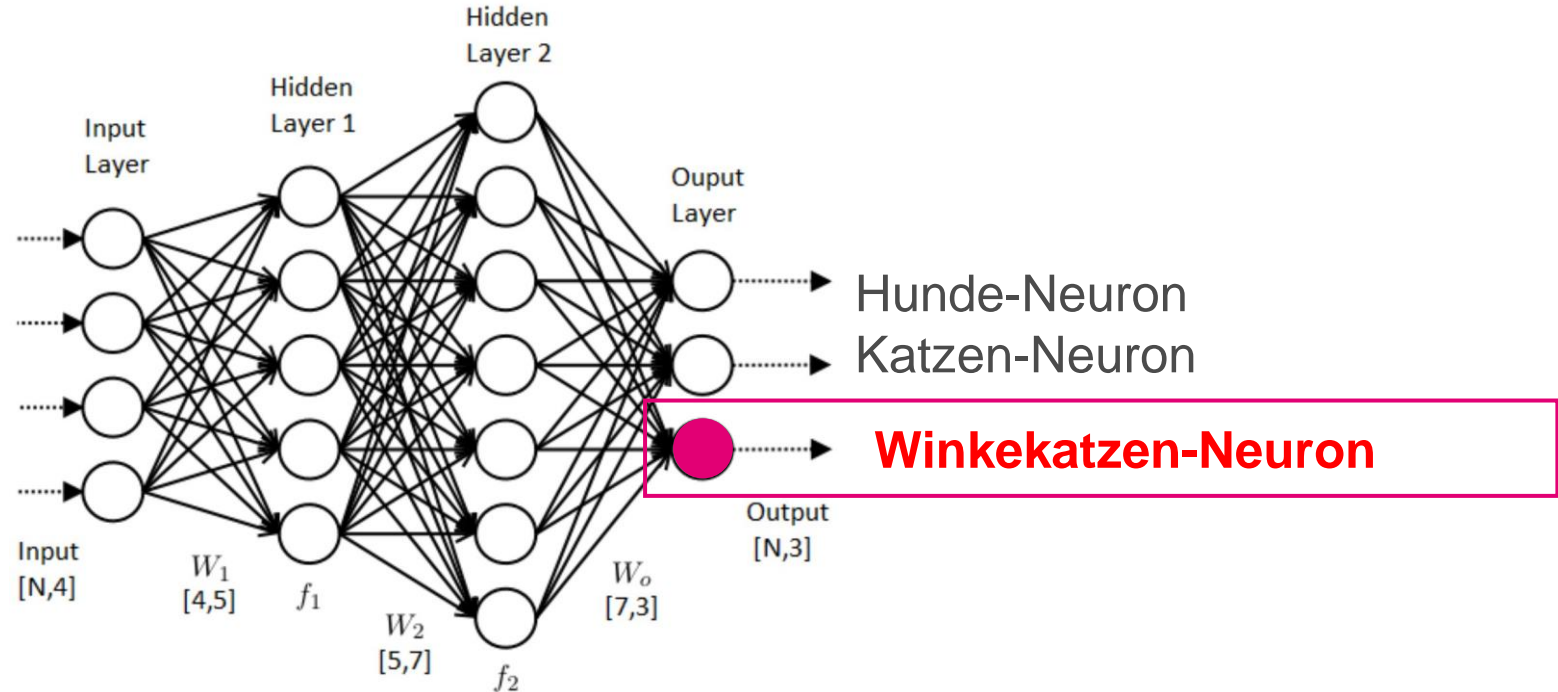 Hidden
Layer 2
Hidden
Layer 1
Input
Layer
Ouput
Layer
Hunde-Neuron
Katzen-Neuron
Winkekatzen-Neuron
Output
[N,3]
Input
[N,4]
W₁
[4,5]
f₁
W₂
[5,7]
f₂
Wₒ
[7,3]